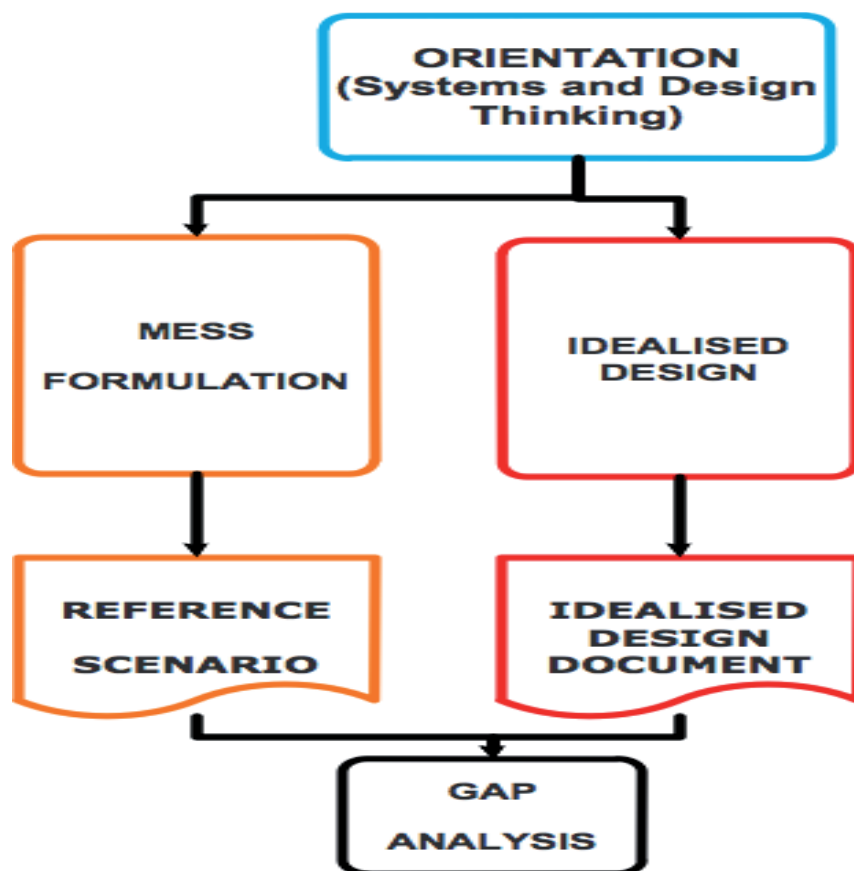 ORIENTATION
(Systems and Design
Thinking)
MESS
FORMULATION
IDEALISED
DESIGN
REFERENCE
SCENARIO
IDEALISED
DESIGN
DOCUMENT
GAP
ANALYSIS